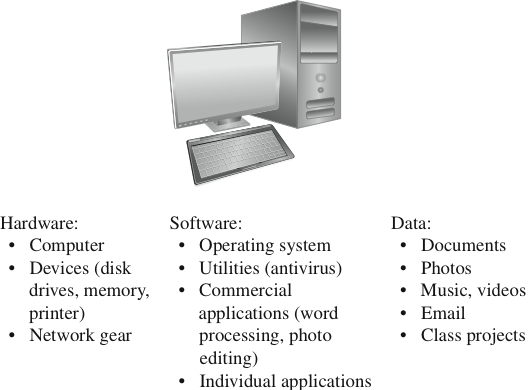 Hardware:
• Computer
• Devices (disk
drives, memory,
printer)
• Network gear
Software:
• Operating system
• Utilities (antivirus)
• Commercial
applications (word
processing, photo
editing)
• Individual applications
Data:
• Documents
• Photos
• Music, videos
• Email
• Class projects